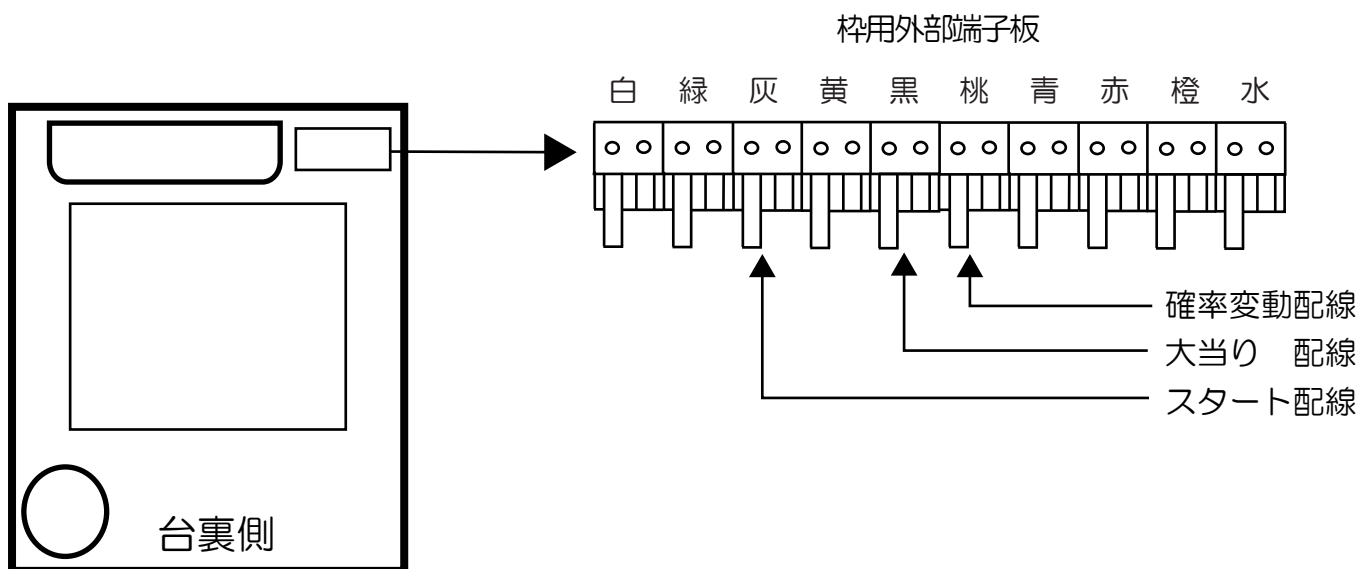 枠用外部端子板
白 緑 灰 黄 黒 桃 青 赤 橙 水
確率変動配線
大当り　配線
スタート配線
台裏側